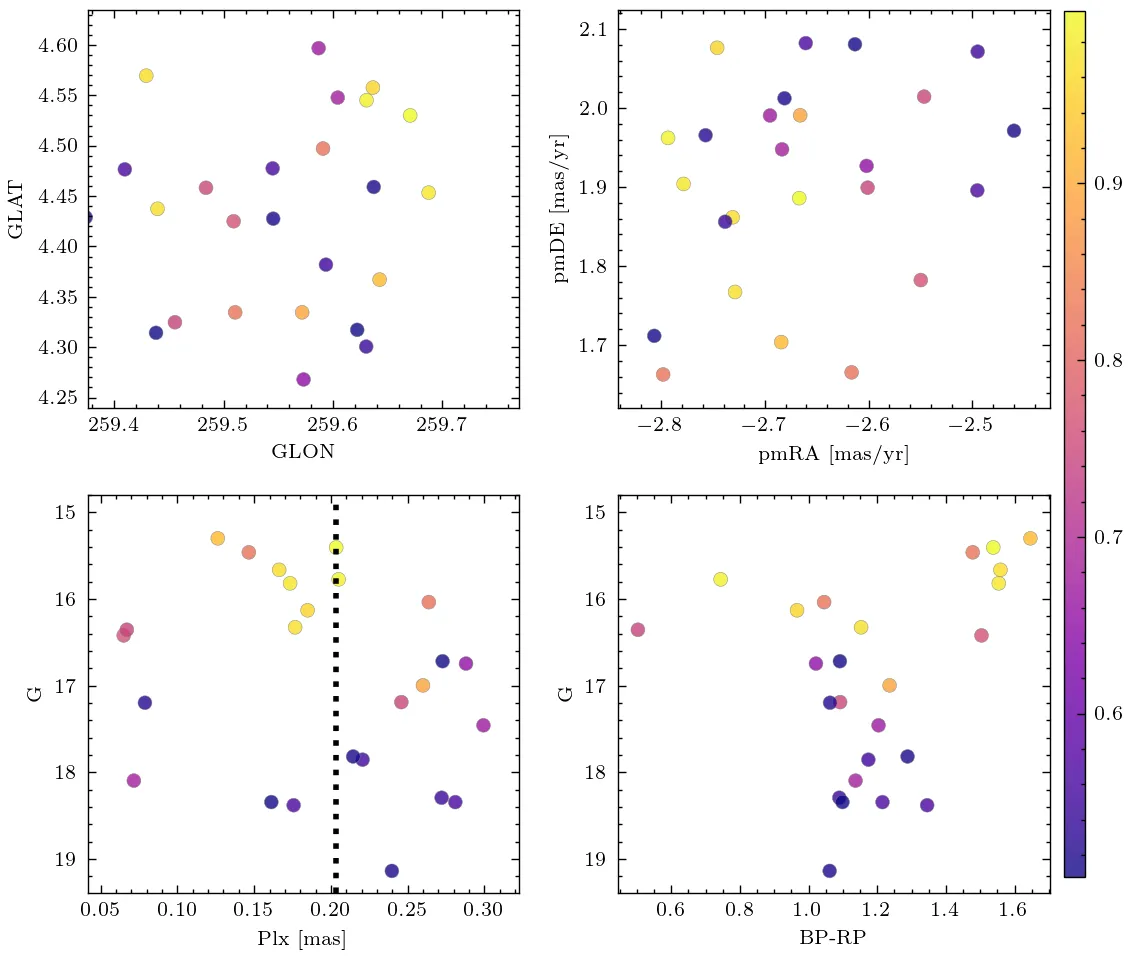 4.60
4.55
4.50
4.45
4.40
4.35
4.30
4.25
GLAT
259.4 259.5 259.6 259.7
GLON
2.1
2.0
1.9
1.8
1.7
pmDE [mas/yr]
−2.8 −2.7 −2.6 −2.5
pmRA [mas/yr]
0.9
0.8
0.7
0.6
15
16
17
18
19
G
0.05 0.10 0.15 0.20 0.25 0.30
Plx [mas]
15
16
17
18
19
G
0.6 0.8 1.0 1.2 1.4 1.6
BP-RP